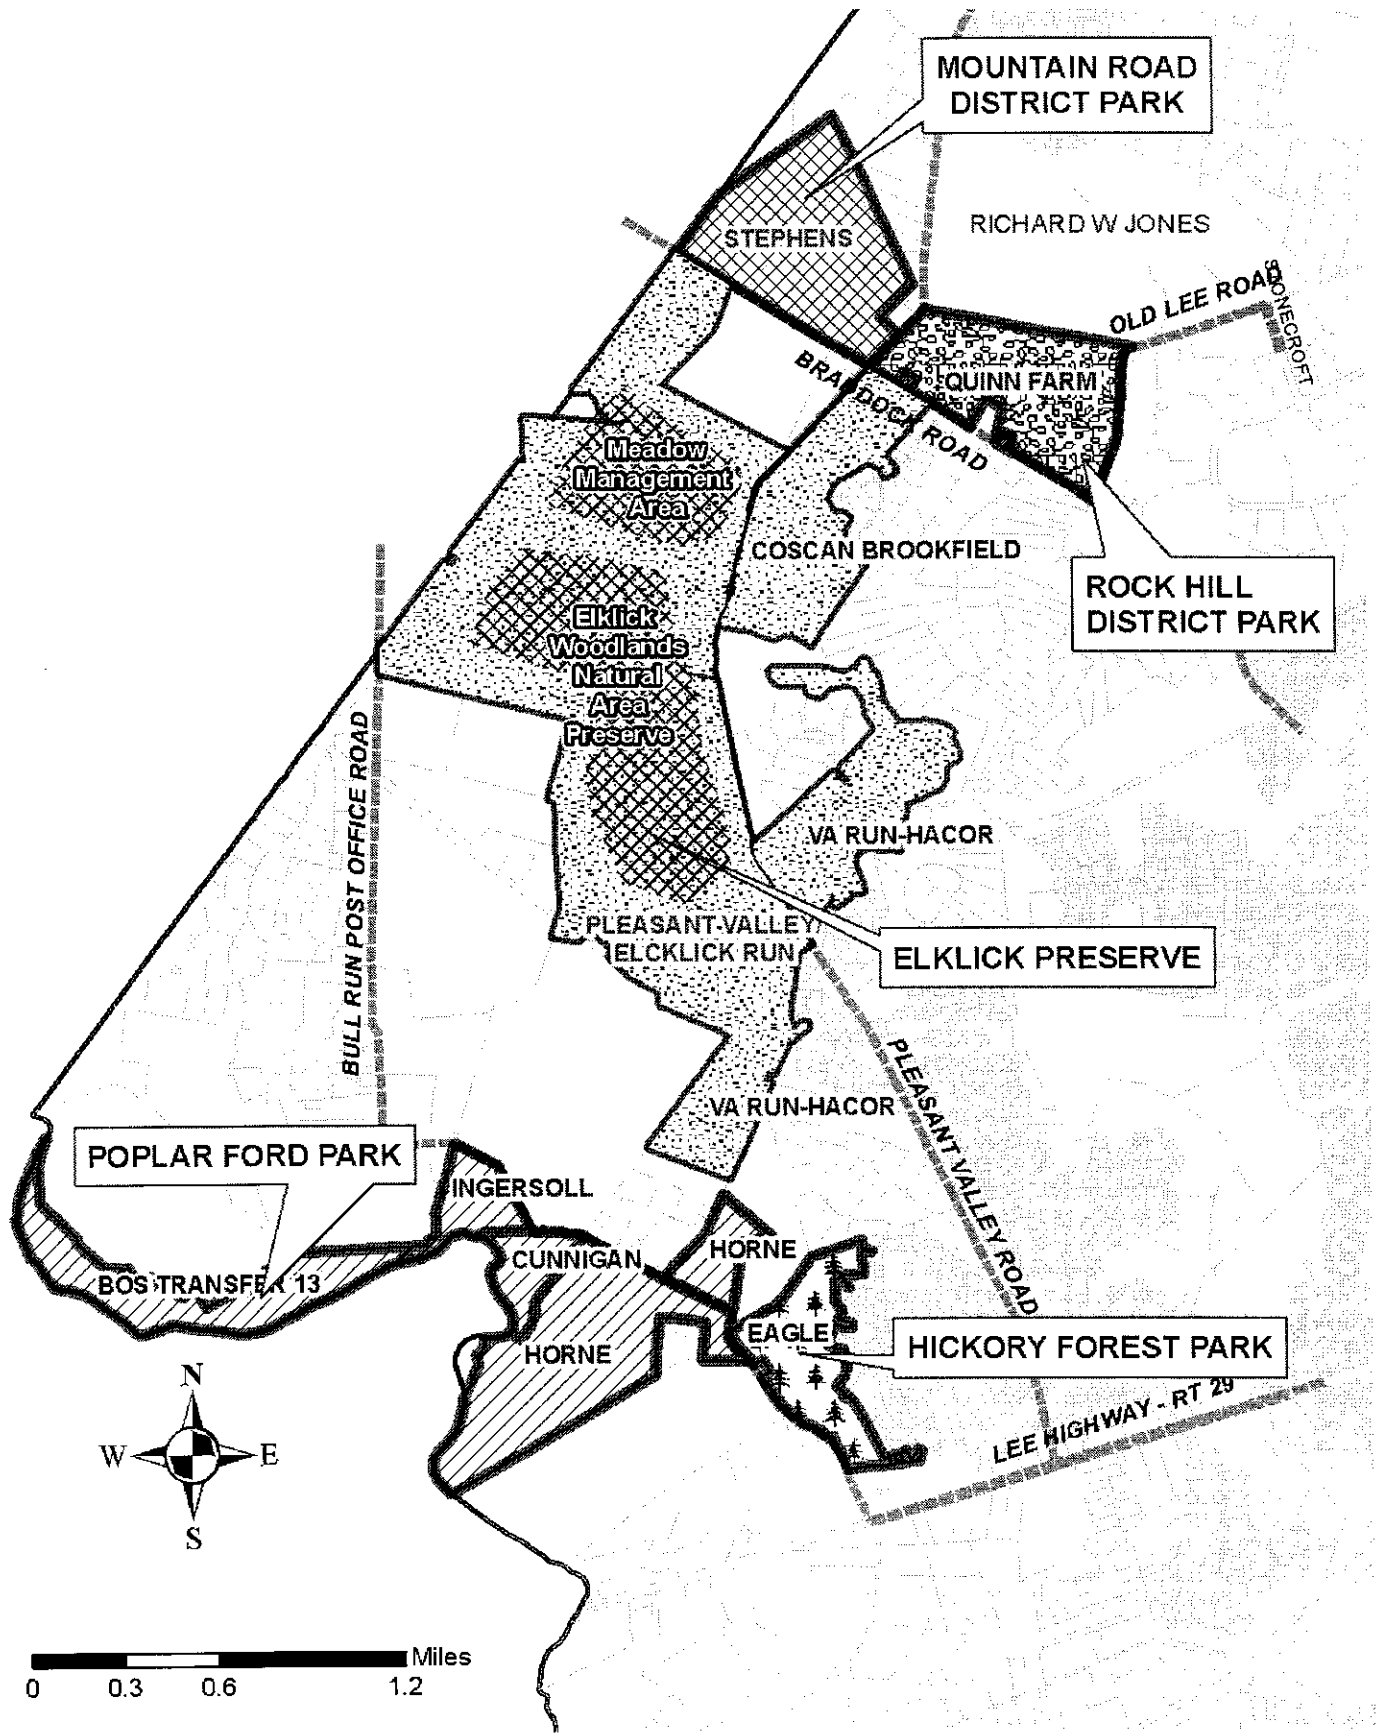 MOUNTAIN ROAD
DISTRICT PARK
STEPHENS
RICHARD W JONES
OLD LEE ROAD
STONECROFT
QUINN FARM
BRADDOCK ROAD
Meadow
Management
Area
COSCAN BROOKFIELD
ROCK HILL
DISTRICT PARK
Elklick
Woodlands
Natural
Area
Preserve
BULL RUN POST OFFICE ROAD
VA RUN-HACOR
PLEASANT-VALLEY/
ELCKLICK RUN
ELKLICK PRESERVE
PLEASANT VALLEY ROAD
VA RUN-HACOR
POPLAR FORD PARK
INGERSOLL
CUNNIGAN
HORNE
BOS TRANSFER 13
HORNE
EAGLE
HICKORY FOREST PARK
LEE HIGHWAY - RT 29
N
W
E
S
Miles
0 0.3 0.6 1.2